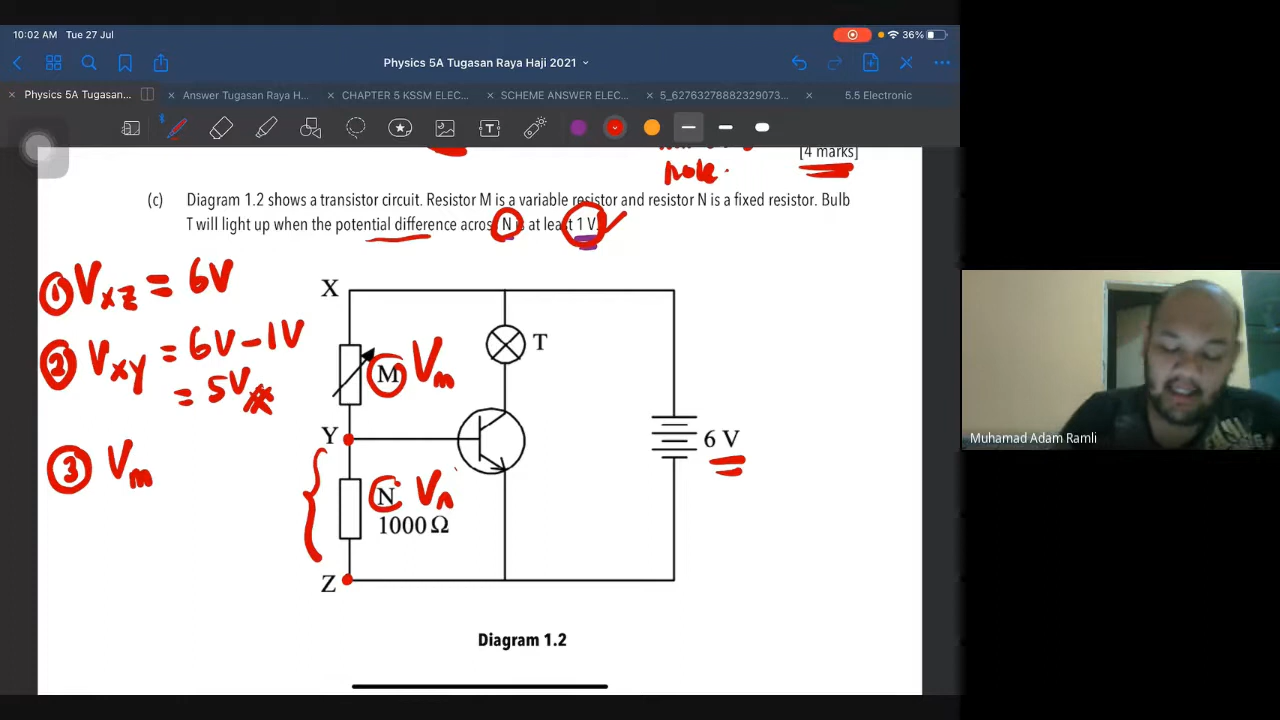 10:02 AM Tue 27 Jul
36%
Physics 5A Tugasan Raya Haji 2021
Physics 5A Tugasan...
Answer Tugasan Raya H...
CHAPTER 5 KSSM ELEC...
SCHEME ANSWER ELEC...
5_62763278882329073...
5.5 Electronic
hole.
[4 marks]
(c) Diagram 1.2 shows a transistor circuit. Resistor M is a variable resistor and resistor N is a fixed resistor. Bulb
T will light up when the potential difference across N is at least 1 V.
① VXZ = 6V
② VXY = 6V - 1V
= 5V
③ Vm
X
T
M Vm
Y
6 V
N Vn
1000 Ω
Z
Diagram 1.2
Muhamad Adam Ramli